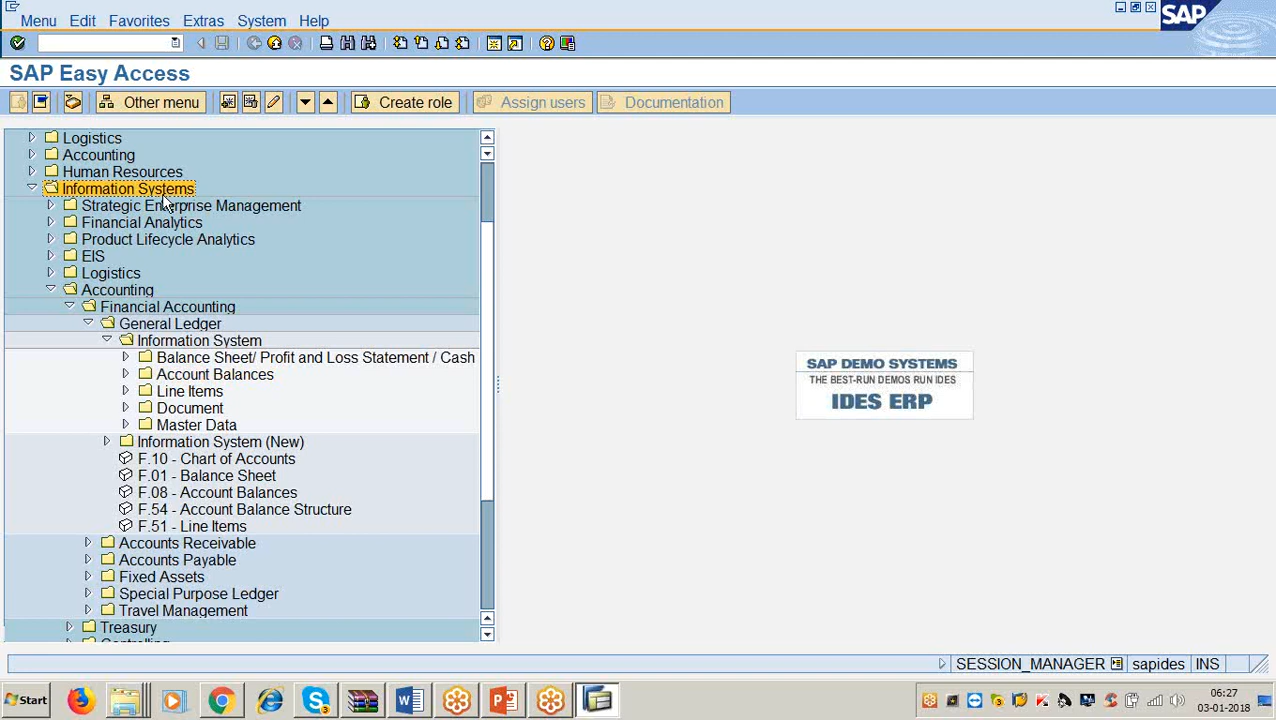 Menu Edit Favorites Extras System Help
SAP
SAP Easy Access
Other menu Create role Assign users Documentation
Logistics
Accounting
Human Resources
Information Systems
Strategic Enterprise Management
Financial Analytics
Product Lifecycle Analytics
EIS
Logistics
Accounting
Financial Accounting
General Ledger
Information System
Balance Sheet/ Profit and Loss Statement / Cash
Account Balances
Line Items
Document
Master Data
Information System (New)
F.10 - Chart of Accounts
F.01 - Balance Sheet
F.08 - Account Balances
F.54 - Account Balance Structure
F.51 - Line Items
Accounts Receivable
Accounts Payable
Fixed Assets
Special Purpose Ledger
Travel Management
Treasury
Controlling
SAP DEMO SYSTEMS
THE BEST-RUN DEMOS RUN IDES
IDES ERP
SESSION_MANAGER sapides INS
Start
06:27
03-01-2018